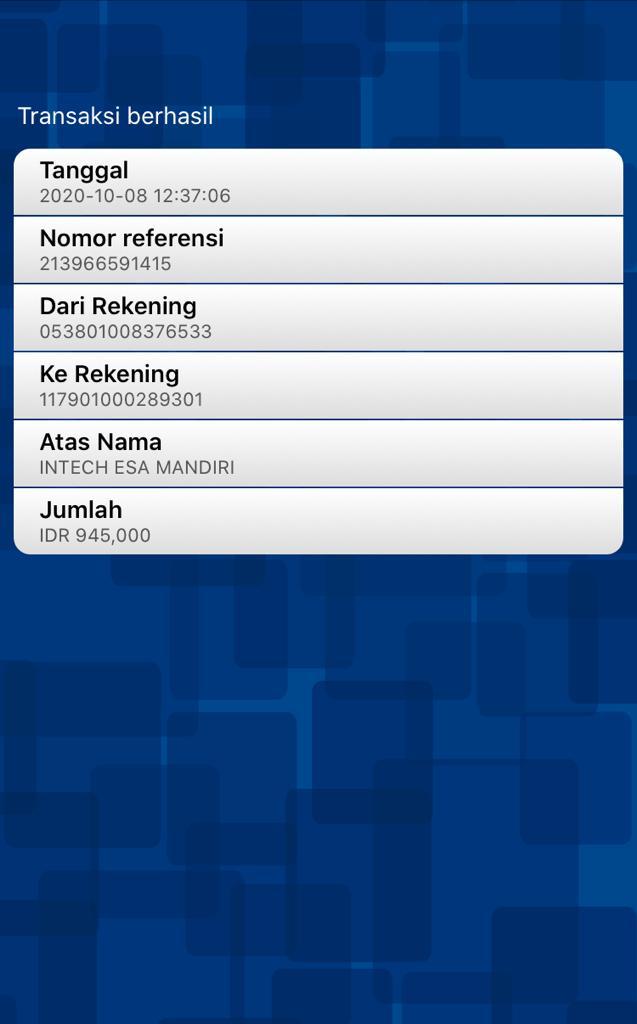 Transaksi berhasil
Tanggal
2020-10-08 12:37:06
Nomor referensi
213966591415
Dari Rekening
053801008376533
Ke Rekening
117901000289301
Atas Nama
INTECH ESA MANDIRI
Jumlah
IDR 945,000